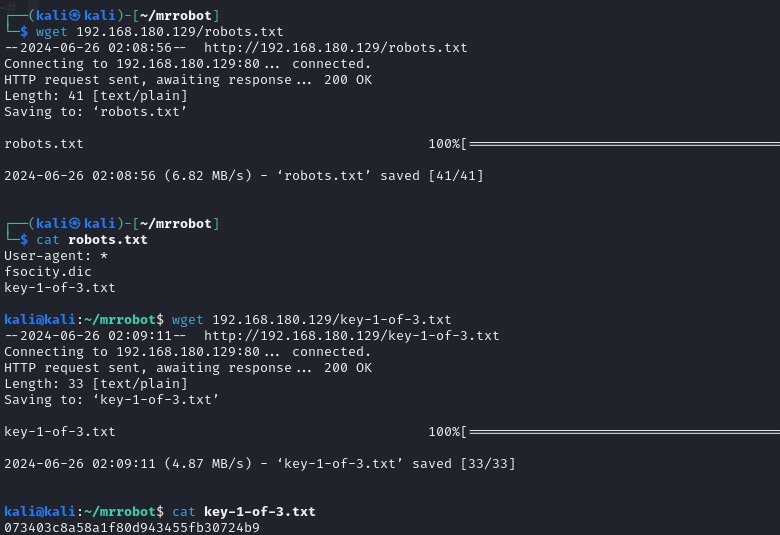 ┌──(kali㉿kali)-[~/mrrobot]
└─$ wget 192.168.180.129/robots.txt
--2024-06-26 02:08:56--  http://192.168.180.129/robots.txt
Connecting to 192.168.180.129:80... connected.
HTTP request sent, awaiting response... 200 OK
Length: 41 [text/plain]
Saving to: ‘robots.txt’
robots.txt 100%[==============================================
2024-06-26 02:08:56 (6.82 MB/s) - ‘robots.txt’ saved [41/41]
┌──(kali㉿kali)-[~/mrrobot]
└─$ cat robots.txt
User-agent: *
fsocity.dic
key-1-of-3.txt
kali@kali:~/mrrobot$ wget 192.168.180.129/key-1-of-3.txt
--2024-06-26 02:09:11--  http://192.168.180.129/key-1-of-3.txt
Connecting to 192.168.180.129:80... connected.
HTTP request sent, awaiting response... 200 OK
Length: 33 [text/plain]
Saving to: ‘key-1-of-3.txt’
key-1-of-3.txt 100%[==============================================
2024-06-26 02:09:11 (4.87 MB/s) - ‘key-1-of-3.txt’ saved [33/33]
kali@kali:~/mrrobot$ cat key-1-of-3.txt
073403c8a58a1f80d943455fb30724b9